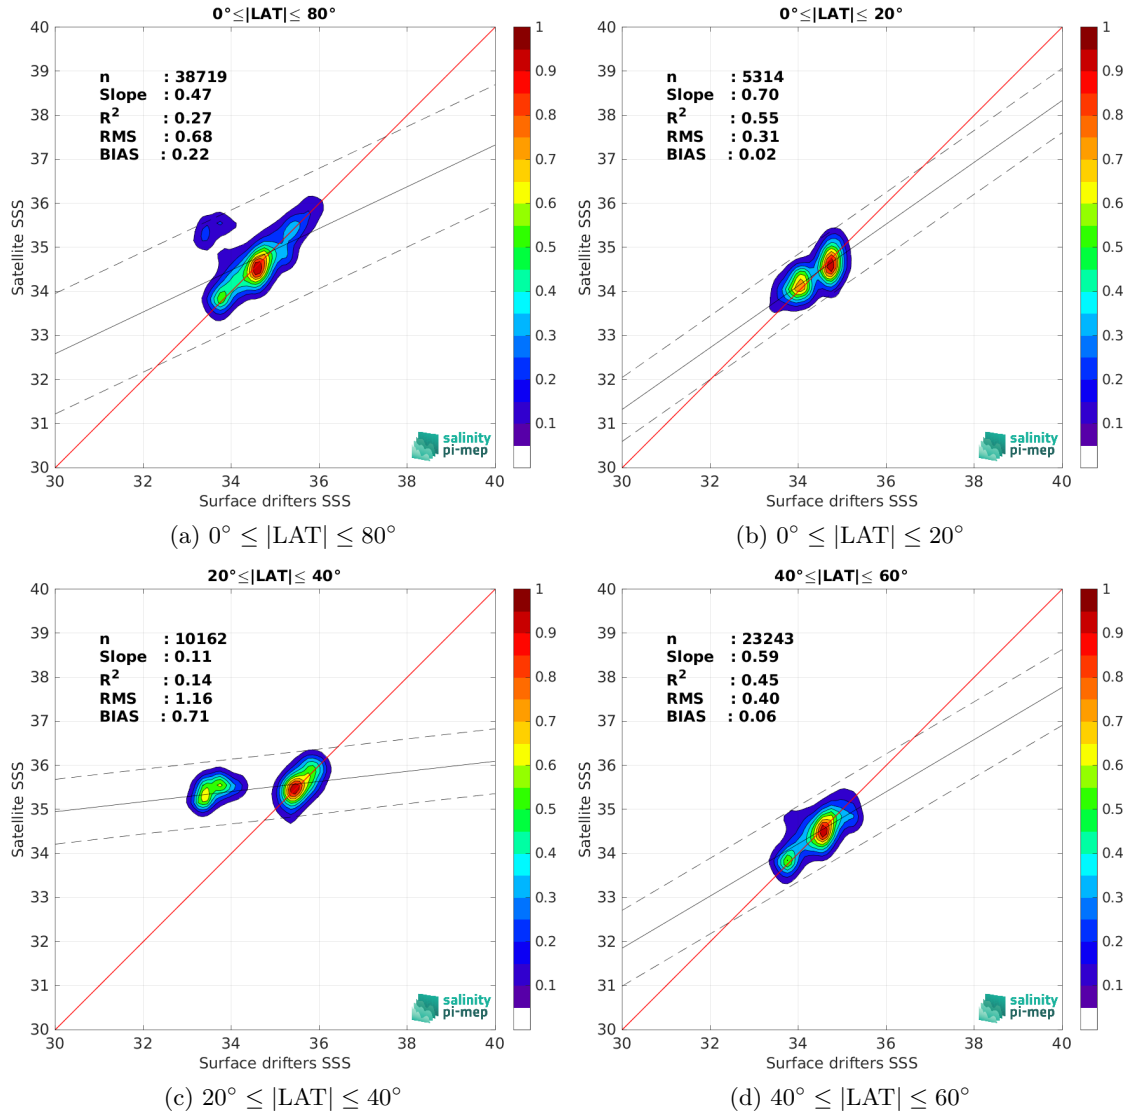 0°≤|LAT|≤ 80°
40
39
38
37
36
35
34
33
32
31
30
Satellite SSS
n : 38719
Slope : 0.47
R² : 0.27
RMS : 0.68
BIAS : 0.22
salinity
pi-mep
30 32 34 36 38 40
Surface drifters SSS
1
0.9
0.8
0.7
0.6
0.5
0.4
0.3
0.2
0.1
(a) 0° ≤ |LAT| ≤ 80°
0°≤|LAT|≤ 20°
40
39
38
37
36
35
34
33
32
31
30
Satellite SSS
n : 5314
Slope : 0.70
R² : 0.55
RMS : 0.31
BIAS : 0.02
salinity
pi-mep
30 32 34 36 38 40
Surface drifters SSS
1
0.9
0.8
0.7
0.6
0.5
0.4
0.3
0.2
0.1
(b) 0° ≤ |LAT| ≤ 20°
20°≤|LAT|≤ 40°
40
39
38
37
36
35
34
33
32
31
30
Satellite SSS
n : 10162
Slope : 0.11
R² : 0.14
RMS : 1.16
BIAS : 0.71
salinity
pi-mep
30 32 34 36 38 40
Surface drifters SSS
1
0.9
0.8
0.7
0.6
0.5
0.4
0.3
0.2
0.1
(c) 20° ≤ |LAT| ≤ 40°
40°≤|LAT|≤ 60°
40
39
38
37
36
35
34
33
32
31
30
Satellite SSS
n : 23243
Slope : 0.59
R² : 0.45
RMS : 0.40
BIAS : 0.06
salinity
pi-mep
30 32 34 36 38 40
Surface drifters SSS
1
0.9
0.8
0.7
0.6
0.5
0.4
0.3
0.2
0.1
(d) 40° ≤ |LAT| ≤ 60°